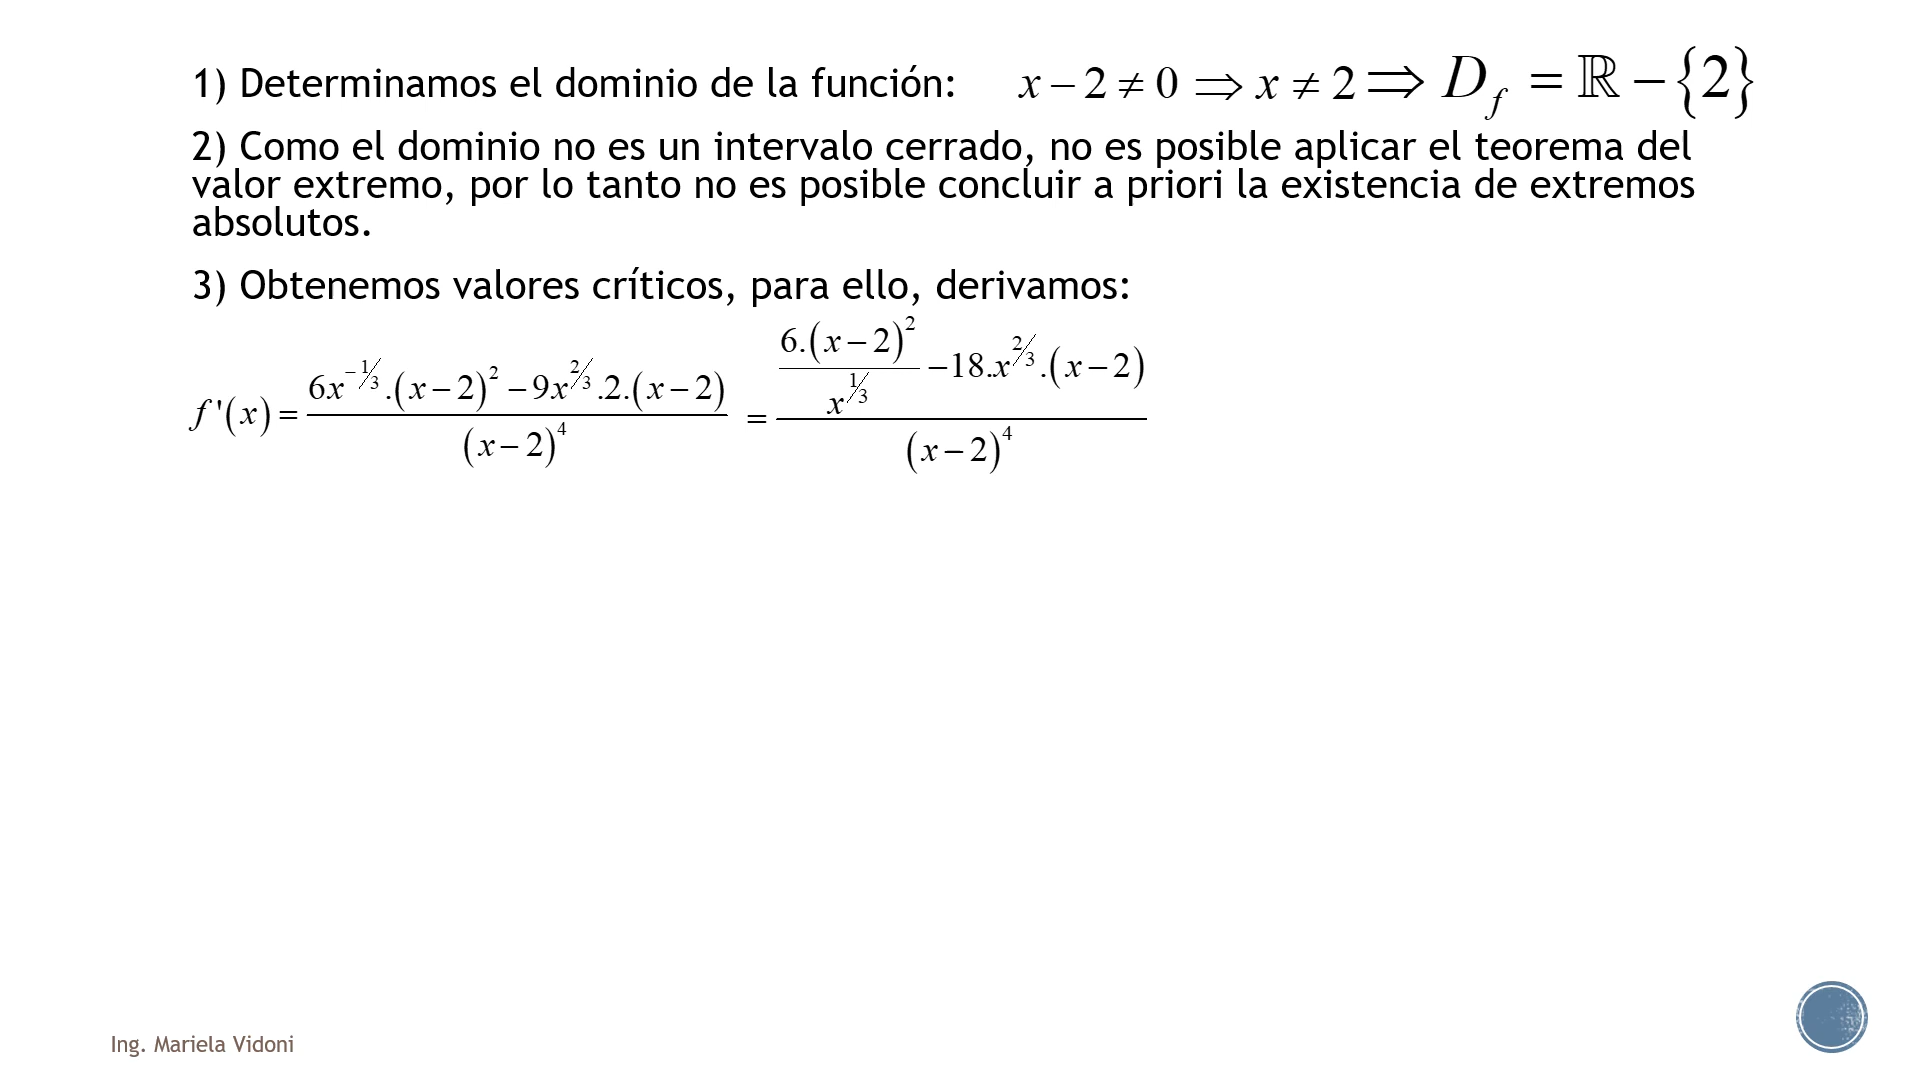 1) Determinamos el dominio de la función: x − 2 ≠ 0 ⇒ x ≠ 2 ⇒ D_f = ℝ − {2}
2) Como el dominio no es un intervalo cerrado, no es posible aplicar el teorema del
valor extremo, por lo tanto no es posible concluir a priori la existencia de extremos
absolutos.
3) Obtenemos valores críticos, para ello, derivamos:
f'(x) = \frac{6x^{-1/3}.(x−2)^2 − 9x^{2/3}.2.(x−2)}{(x−2)^4} = \frac{\frac{6.(x−2)^2}{x^{1/3}} − 18.x^{2/3}.(x−2)}{(x−2)^4}
Ing. Mariela Vidoni